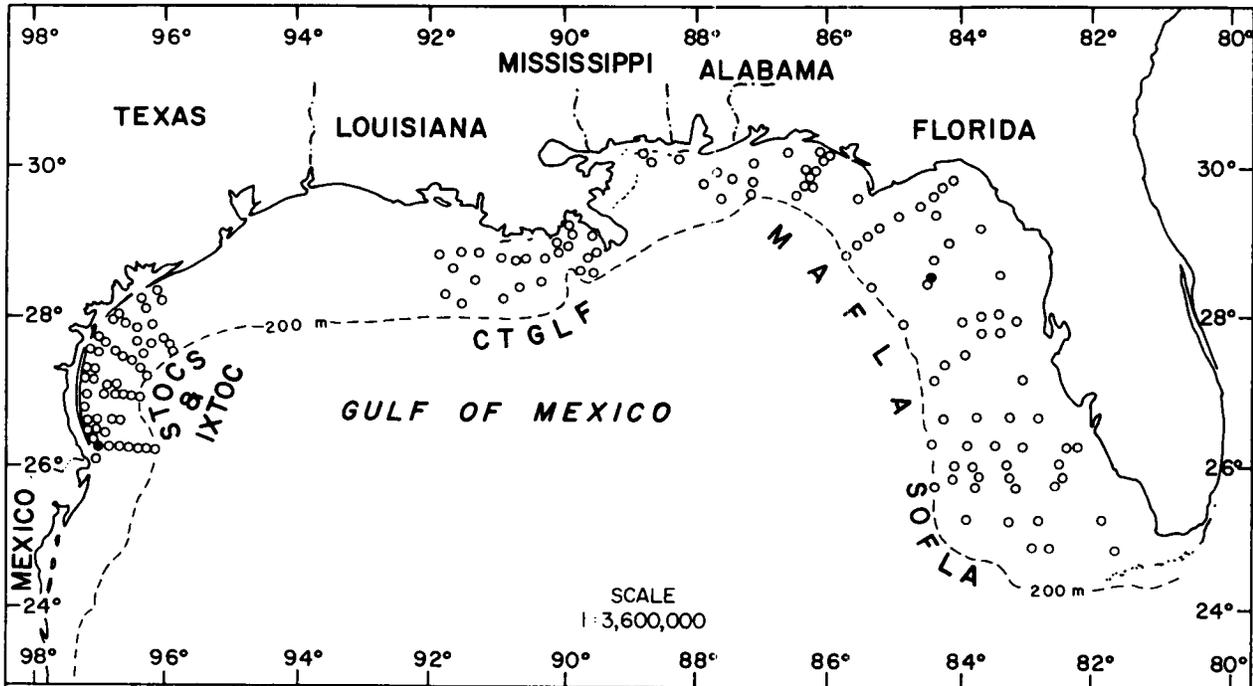 98° 96° 94° 92° 90° 88° 86° 84° 82° 80°
MISSISSIPPI ALABAMA
TEXAS LOUISIANA FLORIDA
30° 30°
MAFLA
28° 28°
200 m
CTGLF
STOCS
&
IXTOC
GULF OF MEXICO
26° 26°
SOFLA
MEXICO
200 m
SCALE
24° 24°
1:3,600,000
98° 96° 94° 92° 90° 88° 86° 84° 82° 80°